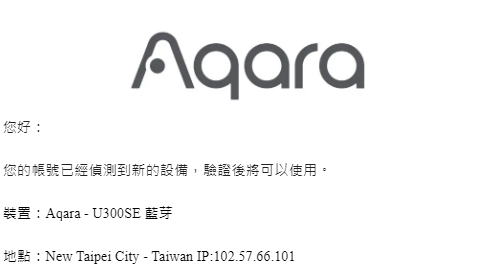 Aqara
您好：
您的帳號已經偵測到新的設備，驗證後將可以使用。
裝置：Aqara - U300SE 藍芽
地點：New Taipei City - Taiwan IP:102.57.66.101